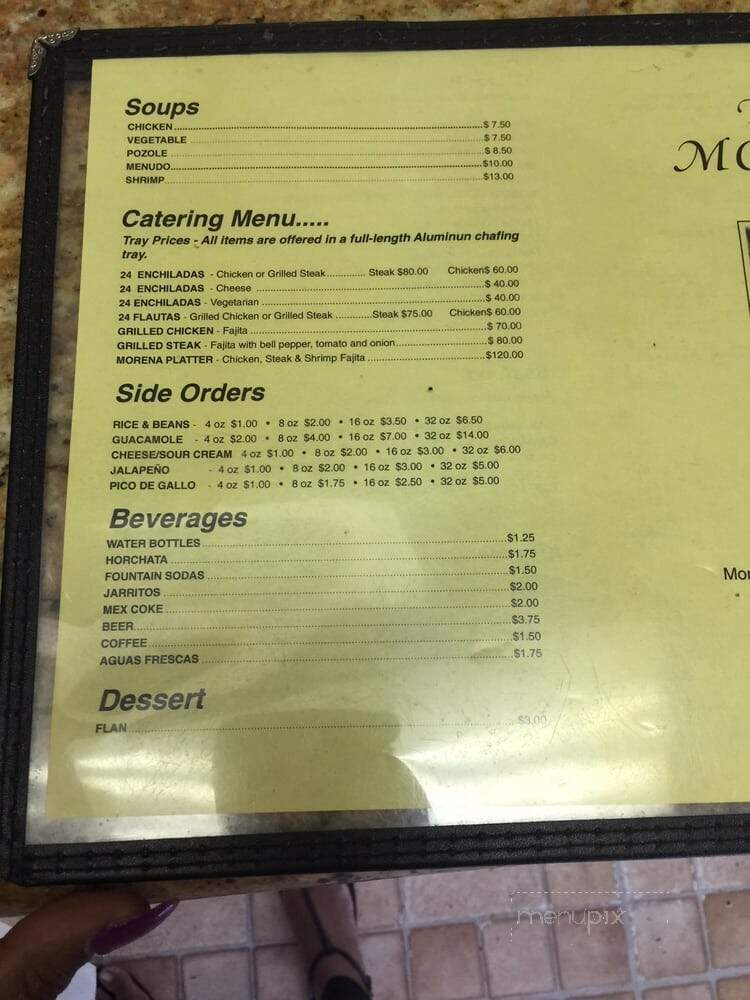 Soups
CHICKEN $ 7.50
VEGETABLE $ 7.50
POZOLE $ 8.50
MENUDO $10.00
SHRIMP $13.00
Catering Menu.....
Tray Prices - All items are offered in a full-length Aluminun chafing
tray.
24 ENCHILADAS - Chicken or Grilled Steak Steak $80.00 Chicken$ 60.00
24 ENCHILADAS - Cheese $ 40.00
24 ENCHILADAS - Vegetarian $ 40.00
24 FLAUTAS - Grilled Chicken or Grilled Steak Steak $75.00 Chicken$ 60.00
GRILLED CHICKEN - Fajita $ 70.00
GRILLED STEAK - Fajita with bell pepper, tomato and onion $ 80.00
MORENA PLATTER - Chicken, Steak & Shrimp Fajita $120.00
Side Orders
RICE & BEANS - 4 oz $1.00 • 8 oz $2.00 • 16 oz $3.50 • 32 oz $6.50
GUACAMOLE - 4 oz $2.00 • 8 oz $4.00 • 16 oz $7.00 • 32 oz $14.00
CHEESE/SOUR CREAM 4 oz $1.00 • 8 oz $2.00 • 16 oz $3.00 • 32 oz $6.00
JALAPEÑO - 4 oz $1.00 • 8 oz $2.00 • 16 oz $3.00 • 32 oz $5.00
PICO DE GALLO - 4 oz $1.00 • 8 oz $1.75 • 16 oz $2.50 • 32 oz $5.00
Beverages
WATER BOTTLES $1.25
HORCHATA $1.75
FOUNTAIN SODAS $1.50
JARRITOS $2.00
MEX COKE $2.00
BEER $3.75
COFFEE $1.50
AGUAS FRESCAS $1.75
Dessert
FLAN $3.00
MO
Mou
menupix